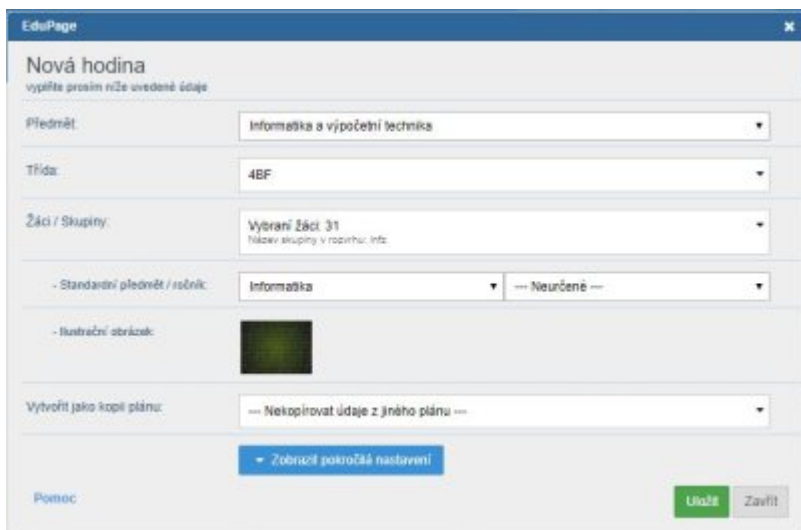 EduPage
Nová hodina
vyplňte prosím níže uvedené údaje
Předmět:
Informatika a výpočetní technika
Třída:
4BF
Žáci / Skupiny:
Vybraní žáci: 31
Název skupiny v rozvrhu: Infz
- Standardní předmět / ročník:
Informatika
--- Neurčené ---
- Ilustrační obrázek:
Vytvořit jako kopii plánu:
--- Nekopírovat údaje z jiného plánu ---
Zobrazit pokročilá nastavení
Pomoc
Uložit
Zavřít